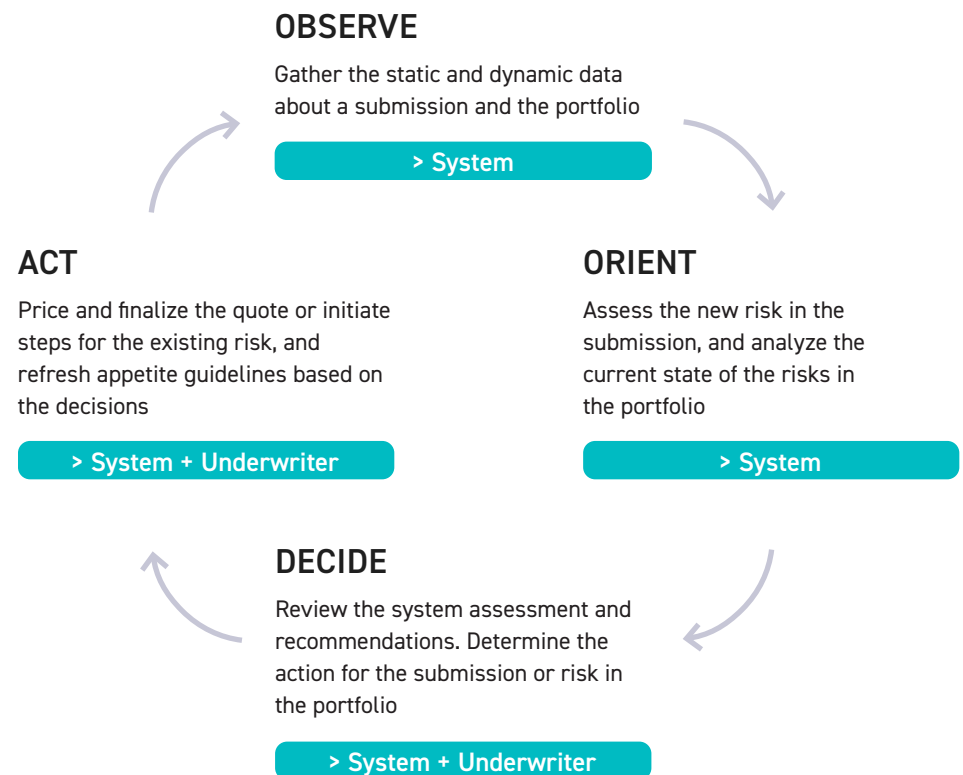 OBSERVE
Gather the static and dynamic data
about a submission and the portfolio
> System
ORIENT
Assess the new risk in the
submission, and analyze the
current state of the risks in
the portfolio
> System
DECIDE
Review the system assessment and
recommendations. Determine the
action for the submission or risk in
the portfolio
> System + Underwriter
ACT
Price and finalize the quote or initiate
steps for the existing risk, and
refresh appetite guidelines based on
the decisions
> System + Underwriter